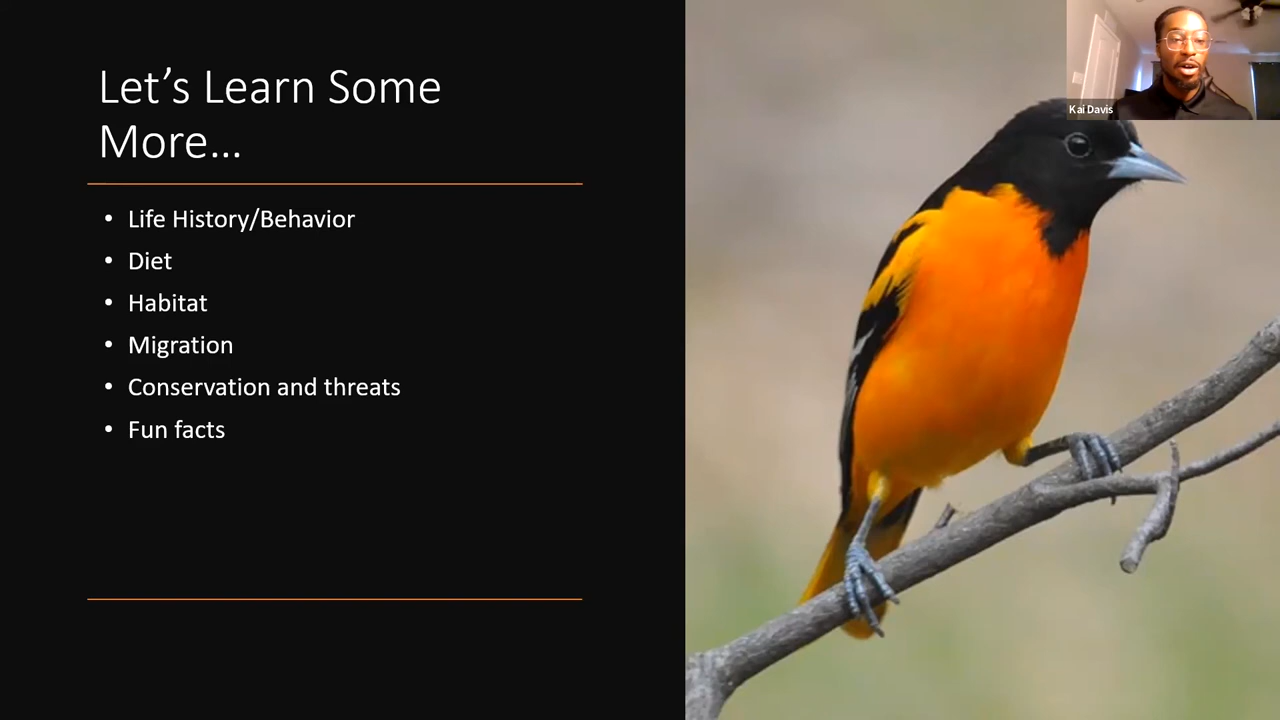 Let’s Learn Some
More…
• Life History/Behavior
• Diet
• Habitat
• Migration
• Conservation and threats
• Fun facts
Kai Davis